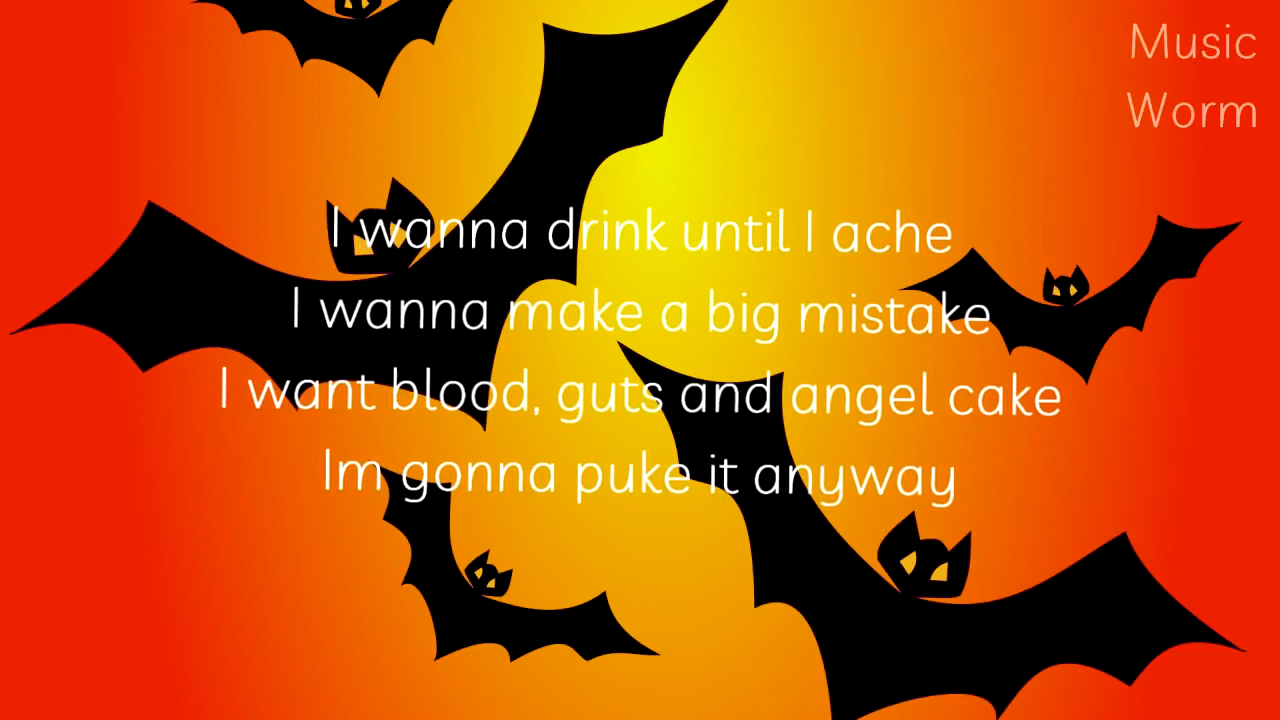 Music
Worm
I wanna drink until I ache
I wanna make a big mistake
I want blood, guts and angel cake
Im gonna puke it anyway